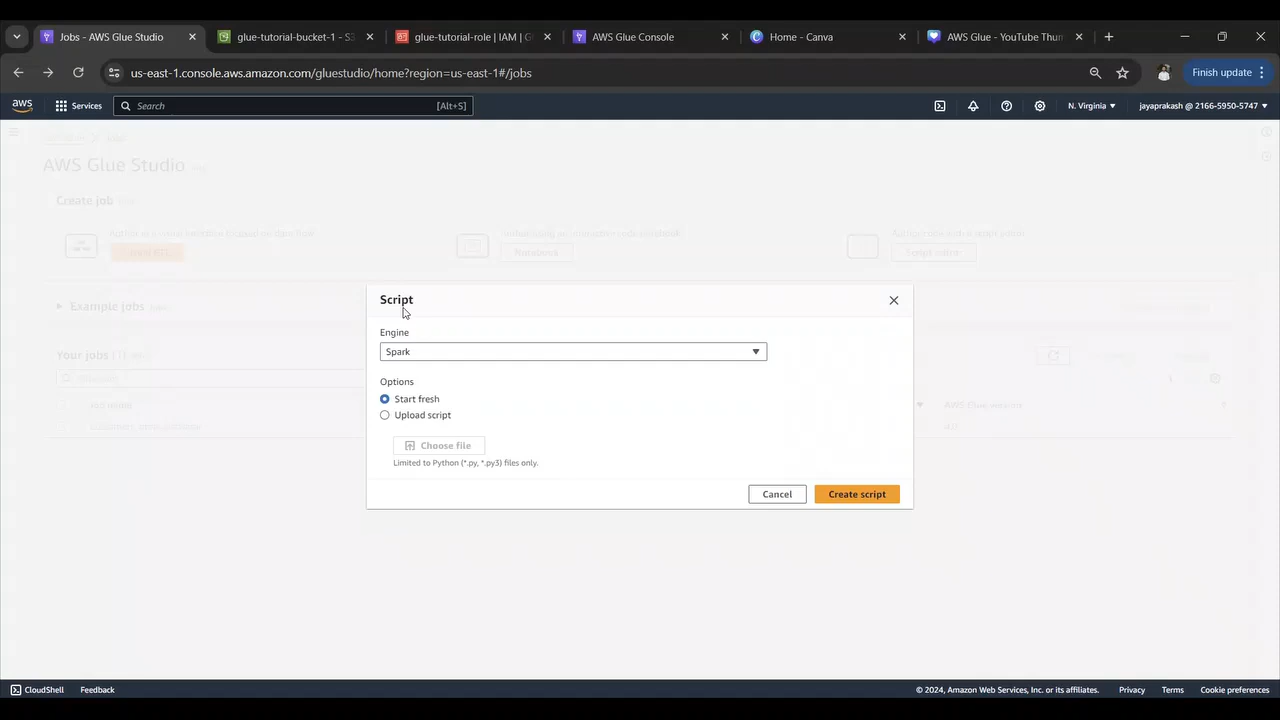 Jobs - AWS Glue Studio
glue-tutorial-bucket-1 - S3
glue-tutorial-role | IAM | G
AWS Glue Console
Home - Canva
AWS Glue - YouTube Thum
us-east-1.console.aws.amazon.com/gluestudio/home?region=us-east-1#/jobs
Finish update
aws
Services
Search
[Alt+S]
N. Virginia
jayaprakash @ 2166-5950-5747
AWS Glue Studio
Create job
Notebook
Script editor
Example jobs
Your jobs
Script
Engine
Spark
Options
Start fresh
Upload script
Choose file
Limited to Python (*.py, *.py3) files only.
Cancel
Create script
CloudShell
Feedback
© 2024, Amazon Web Services, Inc. or its affiliates.
Privacy
Terms
Cookie preferences